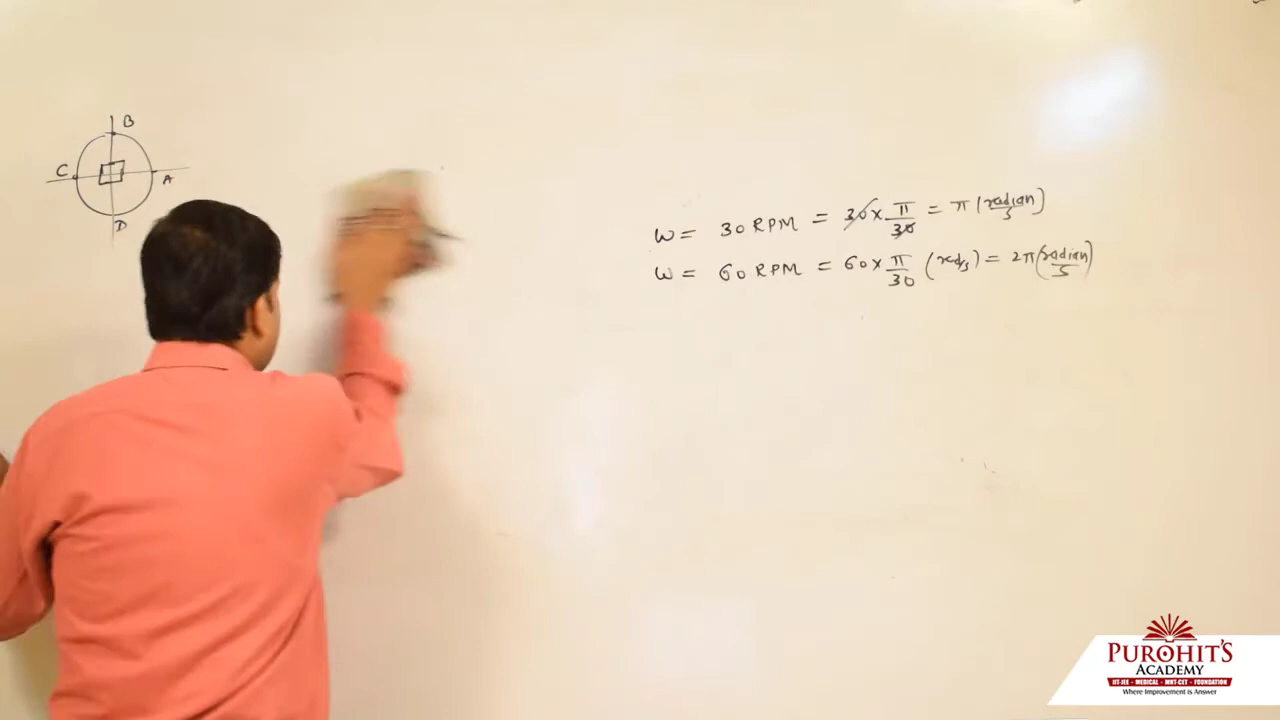 B
C
A
D
ω = 30 RPM = 30 × π/30 = π (radian/s)
ω = 60 RPM = 60 × π/30 (rad/s) = 2π (radian/s)
PUROHIT'S
ACADEMY
IIT-JEE - MEDICAL - MHT-CET - FOUNDATION
Where Improvement is Answer